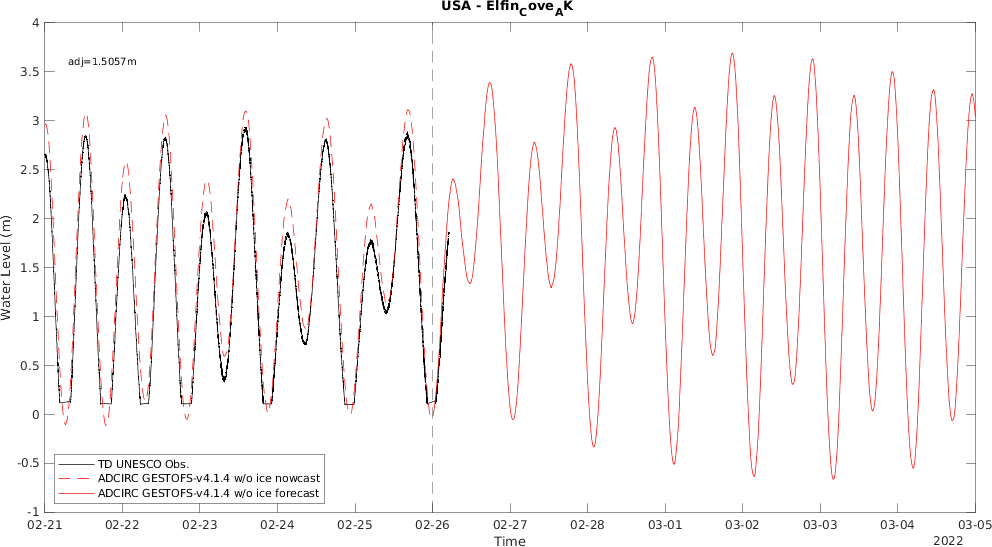 USA - Elfin_Cove_AK
4
3.5
3
2.5
2
1.5
1
0.5
0
-0.5
-1
Water Level (m)
adj=1.5057m
TD UNESCO Obs.
ADCIRC GESTOFS-v4.1.4 w/o ice nowcast
ADCIRC GESTOFS-v4.1.4 w/o ice forecast
02-21 02-22 02-23 02-24 02-25 02-26 02-27 02-28 03-01 03-02 03-03 03-04 03-05
Time
2022